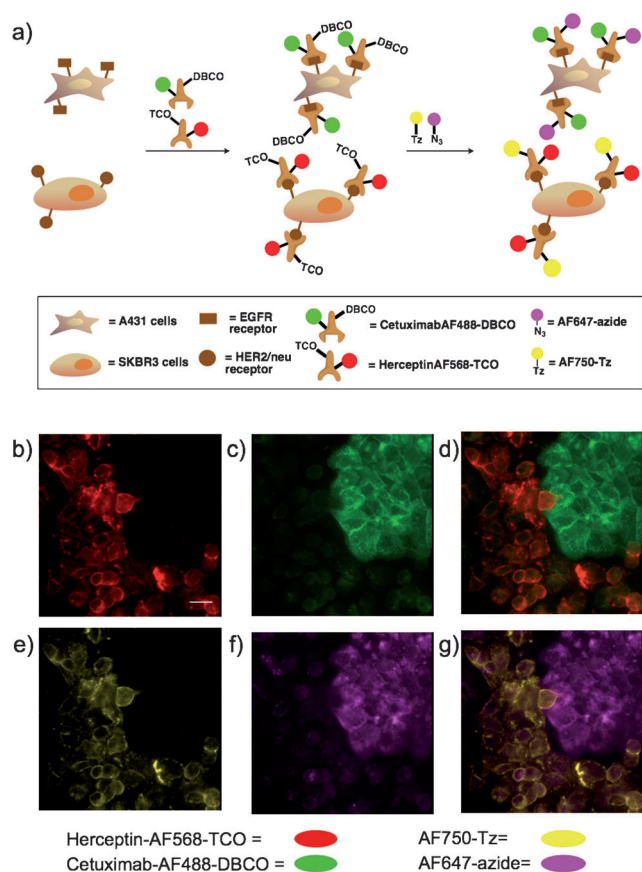 a)
DBCO
DBCO
DBCO
TCO
DBCO
TCO
TCO
TCO
Tz N₃
= A431 cells
= EGFR
receptor
DBCO
= CetuximabAF488-DBCO
N₃
= AF647-azide
= SKBR3 cells
= HER2/neu
receptor
TCO
= HerceptinAF568-TCO
Tz
= AF750-Tz
b)
c)
d)
e)
f)
g)
Herceptin-AF568-TCO =
AF750-Tz=
Cetuximab-AF488-DBCO=
AF647-azide=